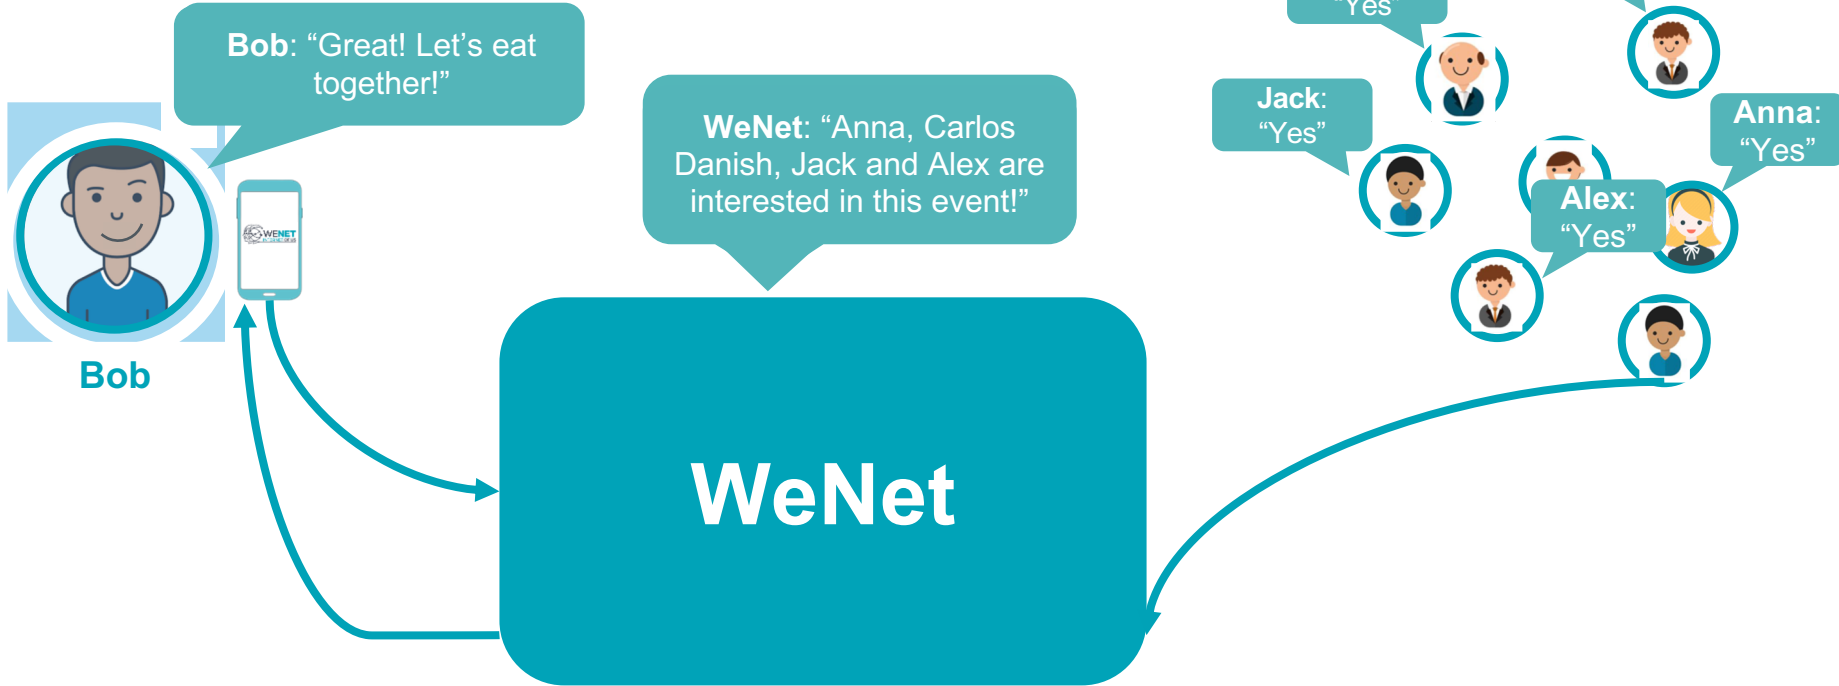 “Yes”
Bob: “Great! Let’s eat
together!”
Jack:
“Yes”
WeNet: “Anna, Carlos
Danish, Jack and Alex are
interested in this event!”
Anna:
“Yes”
Alex:
“Yes”
WENET
Bob
WeNet